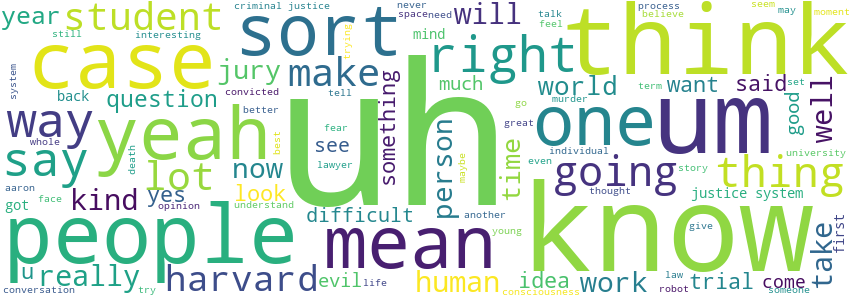 year student criminal justice never talk process seem
still interesting sort space need will feel believe may moment
case jury make trying mind right think
system convicted tell much world want said well
back question better something term murder set good
way yeah uh go one um
whole death fear see great individual even university
say lot now lawyer best person maybe time going story thing
aaron face kind yes look thought justice system
got opinion understand difficult another young give take first
people mean know
u really harvard evil life human idea work law trial come
conversation try consciousness robot someone